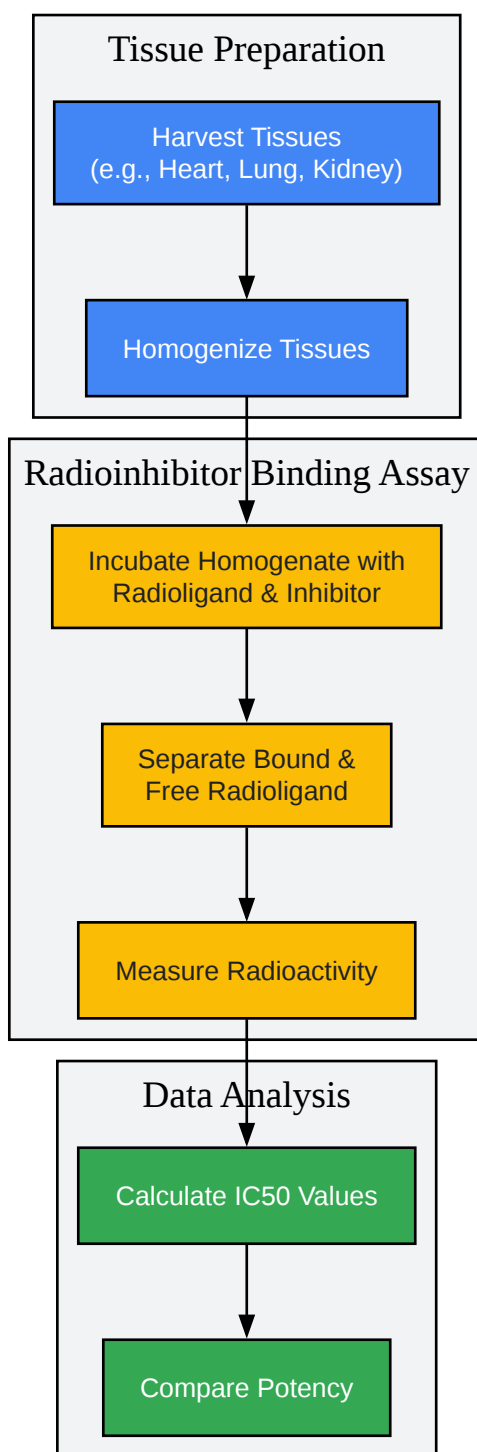 Tissue Preparation
Harvest Tissues
(e.g., Heart, Lung, Kidney)
Homogenize Tissues
Radioinhibitor Binding Assay
Incubate Homogenate with
Radioligand & Inhibitor
Separate Bound &
Free Radioligand
Measure Radioactivity
Data Analysis
Calculate IC50 Values
Compare Potency